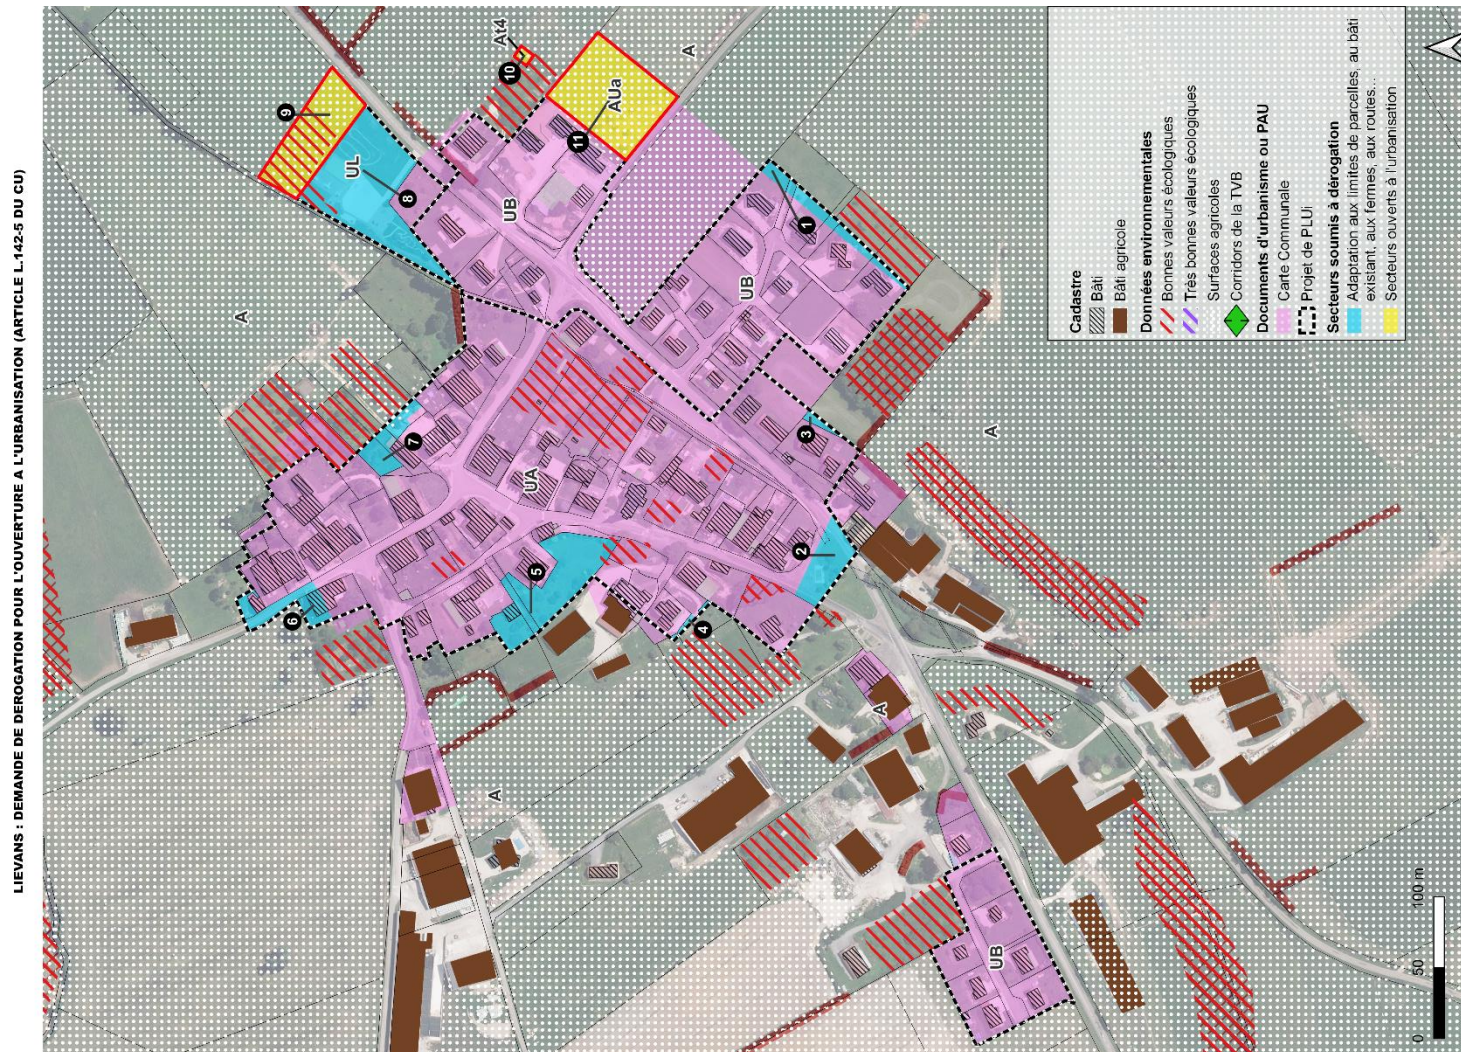 LIEVANS : DEMANDE DE DEROGATION POUR L'OUVERTURE A L'URBANISATION (ARTICLE L.142-5 DU CU)
At4
10
A
9
AUa
11
UL
8
UB
1
UB
A
A
7
3
UA
A
5
2
6
4
A
A
UB
Cadastre
Bâti
Bâti agricole
Données environnementales
Bonnes valeurs écologiques
Très bonnes valeurs écologiques
Surfaces agricoles
Corridors de la TVB
Documents d'urbanisme ou PAU
Carte Communale
Projet de PLUi
Secteurs soumis à dérogation
Adaptation aux limites de parcelles, au bâti
existant, aux fermes, aux routes...
Secteurs ouverts à l'urbanisation
0 50 100 m